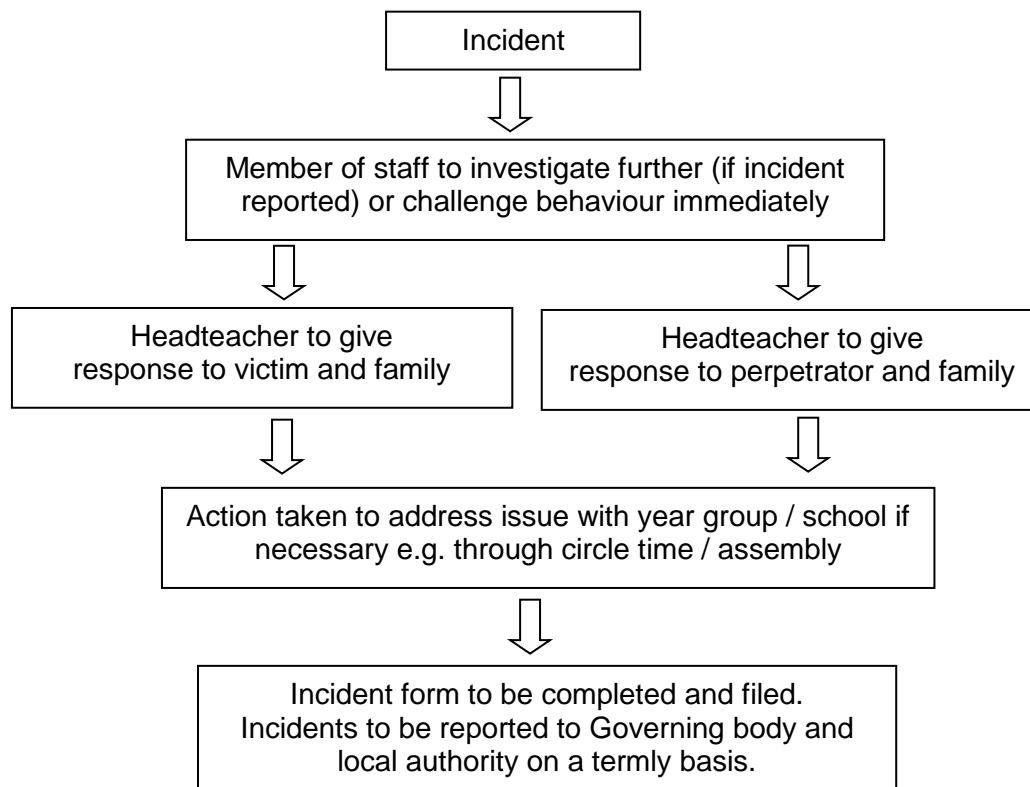 Incident
Member of staff to investigate further (if incident
reported) or challenge behaviour immediately
Headteacher to give
response to victim and family
Headteacher to give
response to perpetrator and family
Action taken to address issue with year group / school if
necessary e.g. through circle time / assembly
Incident form to be completed and filed.
Incidents to be reported to Governing body and
local authority on a termly basis.